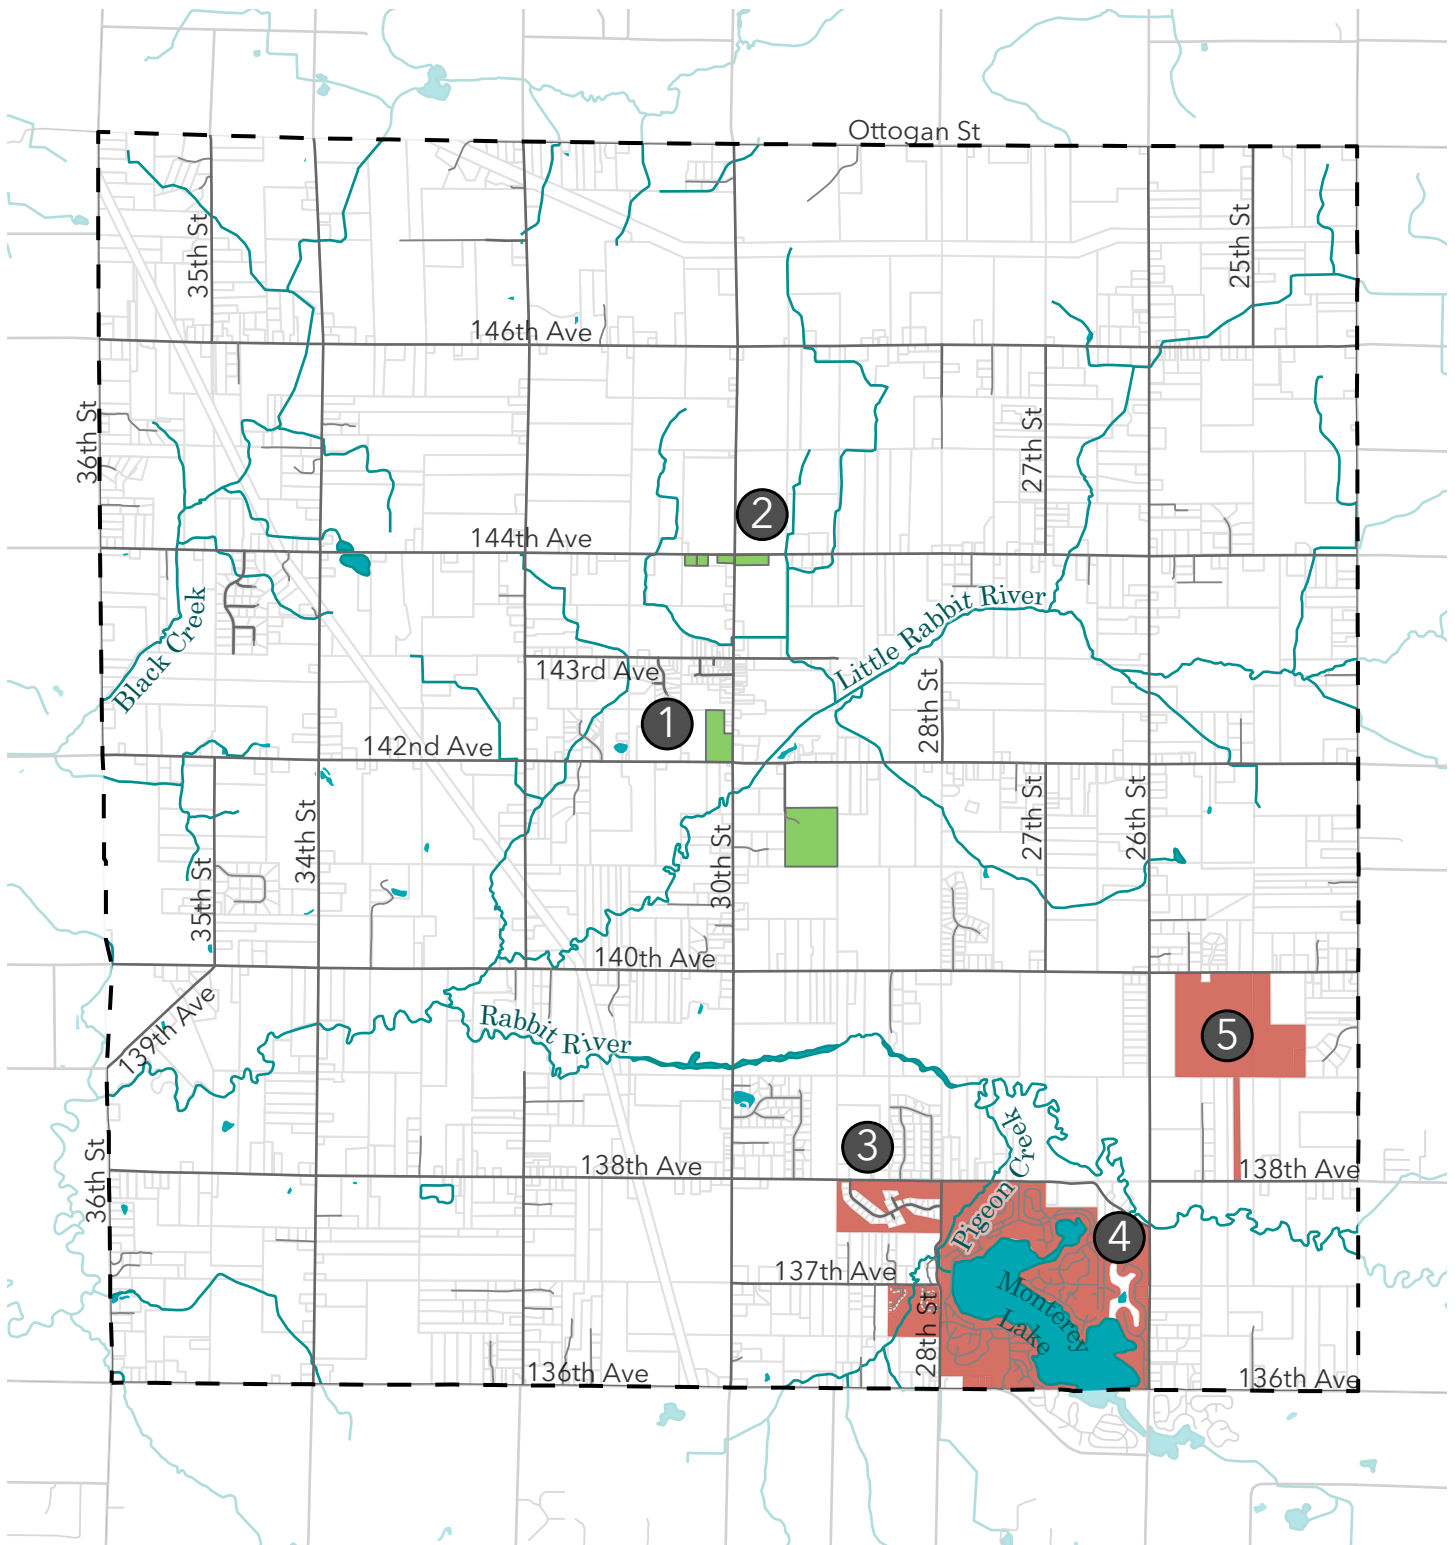 Ottogan St
35th St
25th St
146th Ave
36th St
27th St
2
144th Ave
Black Creek
Little Rabbit River
143rd Ave
28th St
1
142nd Ave
34th St
27th St
26th St
30th St
35th St
140th Ave
139th Ave
Rabbit River
5
Pigeon Creek
3
138th Ave
138th Ave
36th St
4
137th Ave
Monterey
Lake
28th St
136th Ave
136th Ave